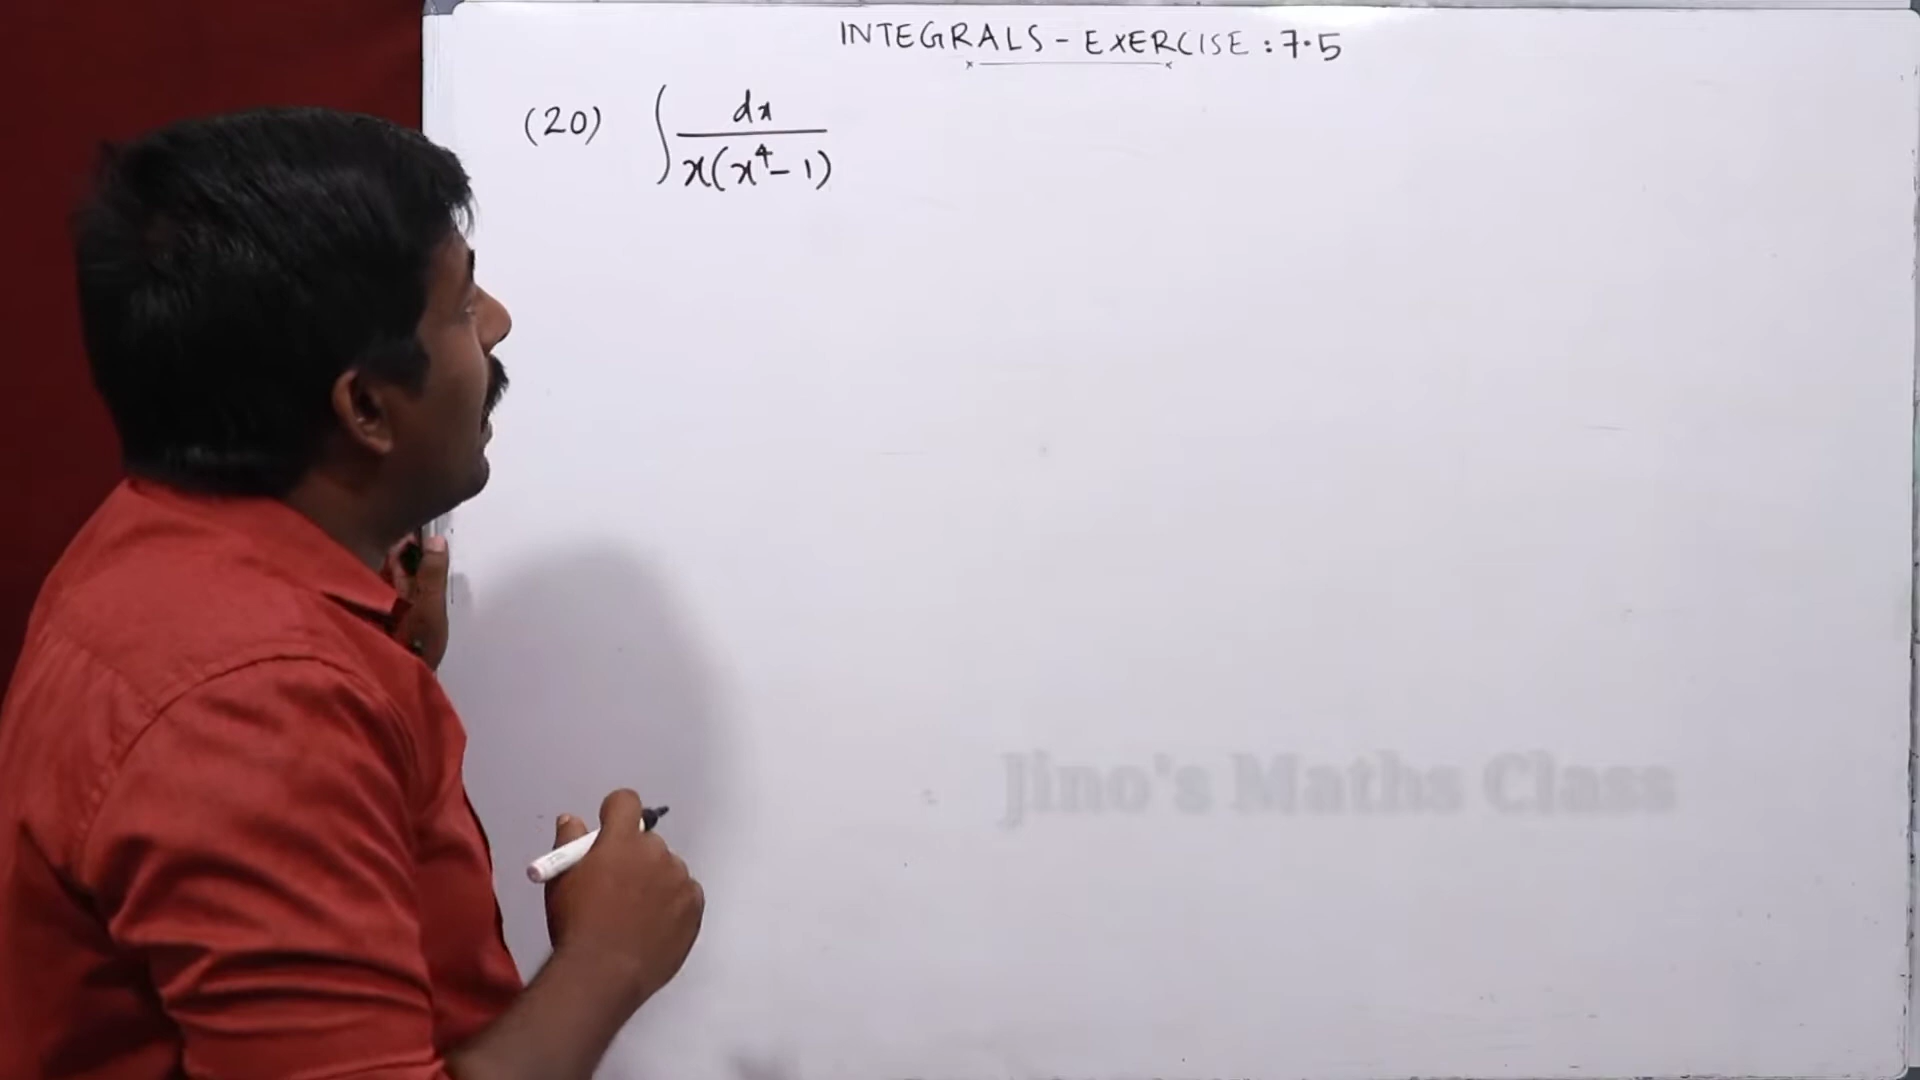 INTEGRALS - EXERCISE : 7.5
(20) ∫ dx / x(x⁴ - 1)
Jino's Maths Class